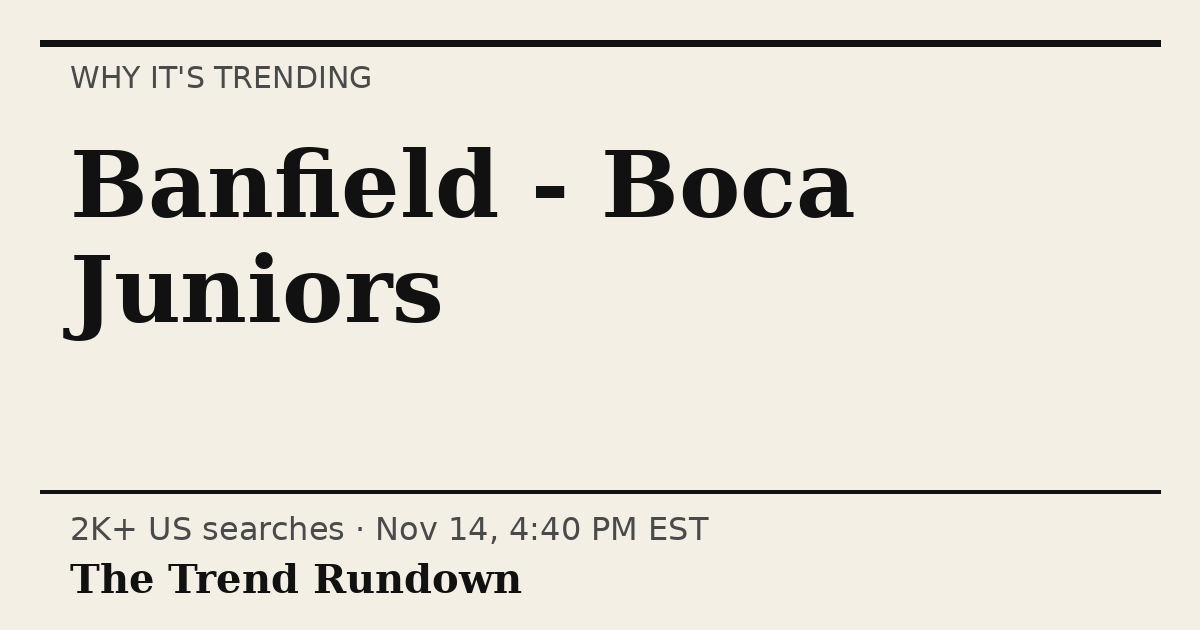 WHY IT'S TRENDING
Banfield - Boca
Juniors
2K+ US searches · Nov 14, 4:40 PM EST
The Trend Rundown